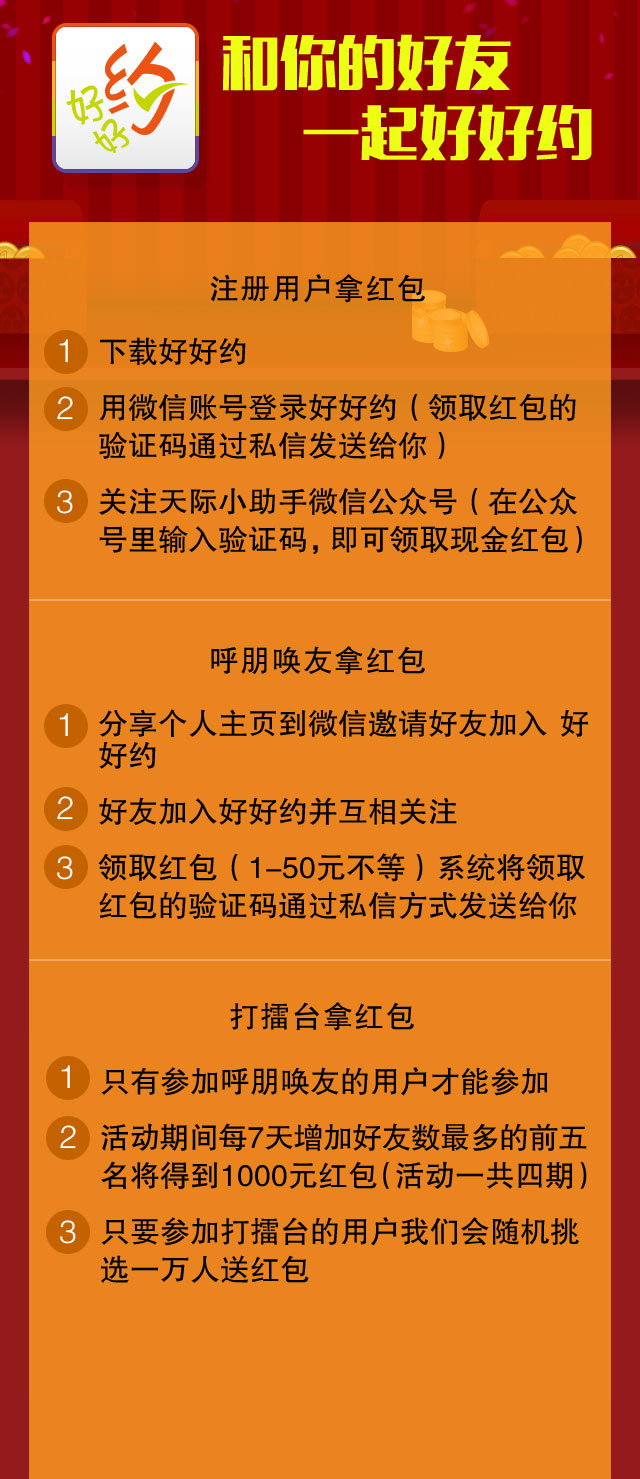 好好约
和你的好友
一起好好约
注册用户拿红包
1 下载好好约
2 用微信账号登录好好约（领取红包的
验证码通过私信发送给你）
3 关注天际小助手微信公众号（在公众
号里输入验证码，即可领取现金红包）
呼朋唤友拿红包
1 分享个人主页到微信邀请好友加入 好
好约
2 好友加入好好约并互相关注
3 领取红包（1-50元不等）系统将领取
红包的验证码通过私信方式发送给你
打擂台拿红包
1 只有参加呼朋唤友的用户才能参加
2 活动期间每7天增加好友数最多的前五
名将得到1000元红包(活动一共四期)
3 只要参加打擂台的用户我们会随机挑
选一万人送红包